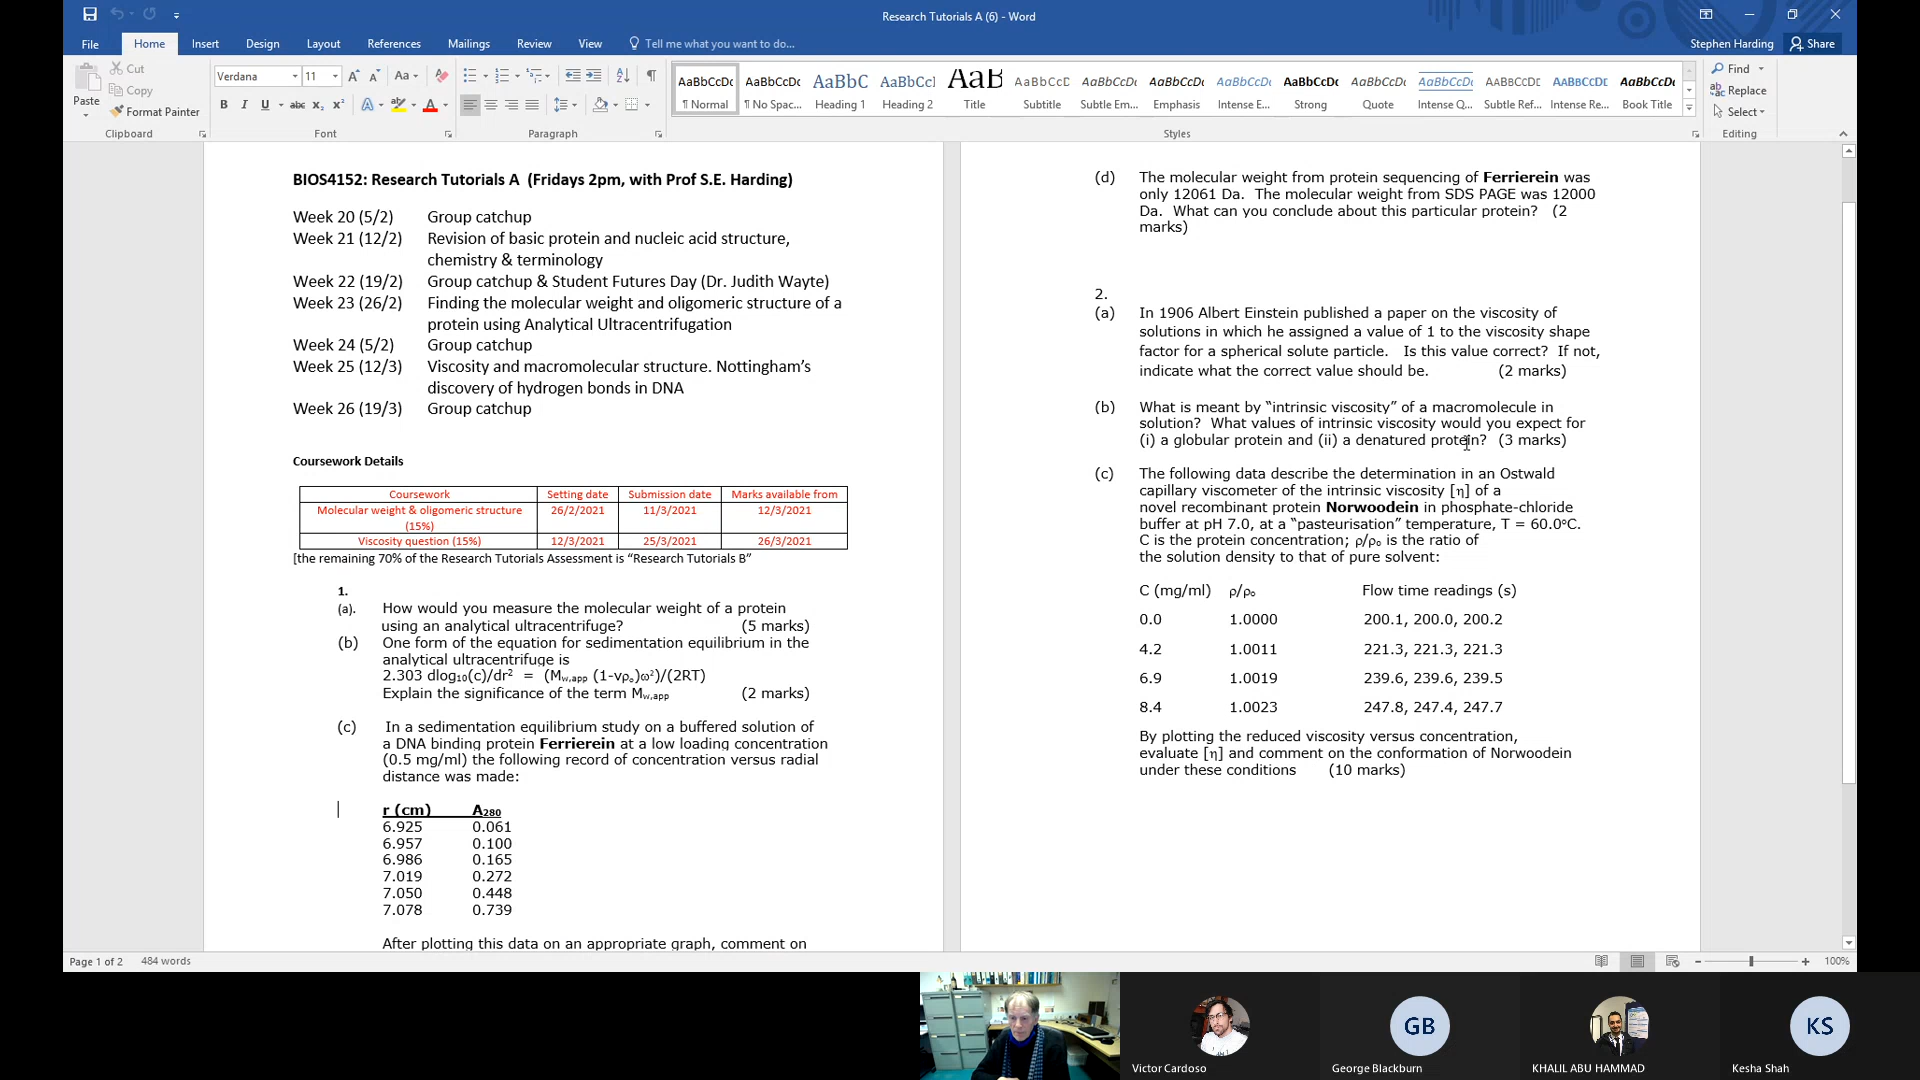 Research Tutorials A (6) - Word
File Home Insert Design Layout References Mailings Review View Tell me what you want to do...
Stephen Harding Share
Paste
Cut
Copy
Format Painter
Clipboard
Verdana 11
Font
Paragraph
AaBbCcDc AaBbCcDc AaBbC AaBbCcI AaB AaBbCcD AaBbCcDc AaBbCcDc AaBbCcDc AaBbCcDc AaBbCcDc AaBbCcDc AABBCCDC AABBCCDE AaBbCcDc
¶ Normal ¶ No Spac... Heading 1 Heading 2 Title Subtitle Subtle Em... Emphasis Intense E... Strong Quote Intense Q... Subtle Ref... Intense Re... Book Title
Styles
Find
Replace
Select
Editing
BIOS4152: Research Tutorials A (Fridays 2pm, with Prof S.E. Harding)
Week 20 (5/2) Group catchup
Week 21 (12/2) Revision of basic protein and nucleic acid structure,
chemistry & terminology
Week 22 (19/2) Group catchup & Student Futures Day (Dr. Judith Wayte)
Week 23 (26/2) Finding the molecular weight and oligomeric structure of a
protein using Analytical Ultracentrifugation
Week 24 (5/2) Group catchup
Week 25 (12/3) Viscosity and macromolecular structure. Nottingham's
discovery of hydrogen bonds in DNA
Week 26 (19/3) Group catchup
Coursework Details
Coursework Setting date Submission date Marks available from
Molecular weight & oligomeric structure
(15%) 26/2/2021 11/3/2021 12/3/2021
Viscosity question (15%) 12/3/2021 25/3/2021 26/3/2021
[the remaining 70% of the Research Tutorials Assessment is "Research Tutorials B"
1.
(a). How would you measure the molecular weight of a protein
using an analytical ultracentrifuge? (5 marks)
(b) One form of the equation for sedimentation equilibrium in the
analytical ultracentrifuge is
2.303 dlog₁₀(c)/dr² = (Mw,app (1-vρₒ)ω²)/(2RT)
Explain the significance of the term Mw,app (2 marks)
(c) In a sedimentation equilibrium study on a buffered solution of
a DNA binding protein Ferrierein at a low loading concentration
(0.5 mg/ml) the following record of concentration versus radial
distance was made:
r (cm) A₂₈₀
6.925 0.061
6.957 0.100
6.986 0.165
7.019 0.272
7.050 0.448
7.078 0.739
After plotting this data on an appropriate graph, comment on
(d) The molecular weight from protein sequencing of Ferrierein was
only 12061 Da. The molecular weight from SDS PAGE was 12000
Da. What can you conclude about this particular protein? (2
marks)
2.
(a) In 1906 Albert Einstein published a paper on the viscosity of
solutions in which he assigned a value of 1 to the viscosity shape
factor for a spherical solute particle. Is this value correct? If not,
indicate what the correct value should be. (2 marks)
(b) What is meant by "intrinsic viscosity" of a macromolecule in
solution? What values of intrinsic viscosity would you expect for
(i) a globular protein and (ii) a denatured protein? (3 marks)
(c) The following data describe the determination in an Ostwald
capillary viscometer of the intrinsic viscosity [η] of a
novel recombinant protein Norwoodein in phosphate-chloride
buffer at pH 7.0, at a "pasteurisation" temperature, T = 60.0ºC.
C is the protein concentration; ρ/ρₒ is the ratio of
the solution density to that of pure solvent:
C (mg/ml) ρ/ρₒ Flow time readings (s)
0.0 1.0000 200.1, 200.0, 200.2
4.2 1.0011 221.3, 221.3, 221.3
6.9 1.0019 239.6, 239.6, 239.5
8.4 1.0023 247.8, 247.4, 247.7
By plotting the reduced viscosity versus concentration,
evaluate [η] and comment on the conformation of Norwoodein
under these conditions (10 marks)
Page 1 of 2 484 words
100%
GB KS
Victor Cardoso George Blackburn KHALIL ABU HAMMAD Kesha Shah